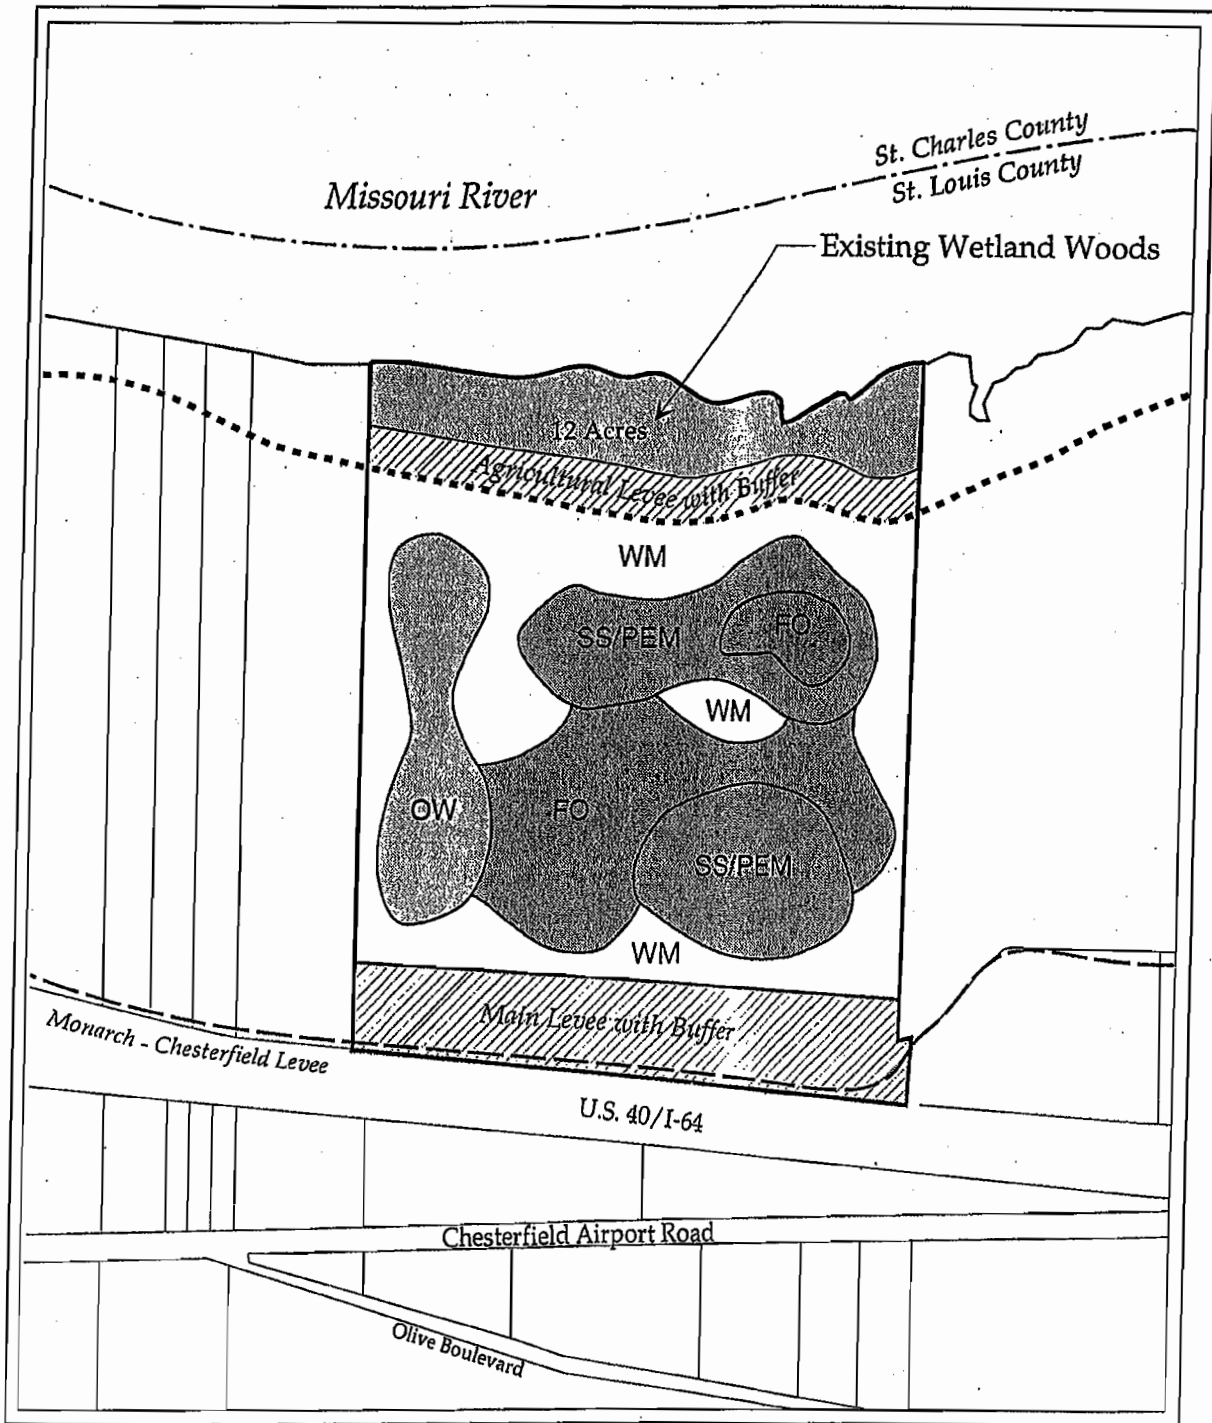 St. Charles County
St. Louis County
Missouri River
Existing Wetland Woods
12 Acres
Agricultural Levee with Buffer
WM
SS/PEM
FO
WM
OW
FO
SS/PEM
WM
Main Levee with Buffer
Monarch - Chesterfield Levee
U.S. 40/I-64
Chesterfield Airport Road
Olive Boulevard